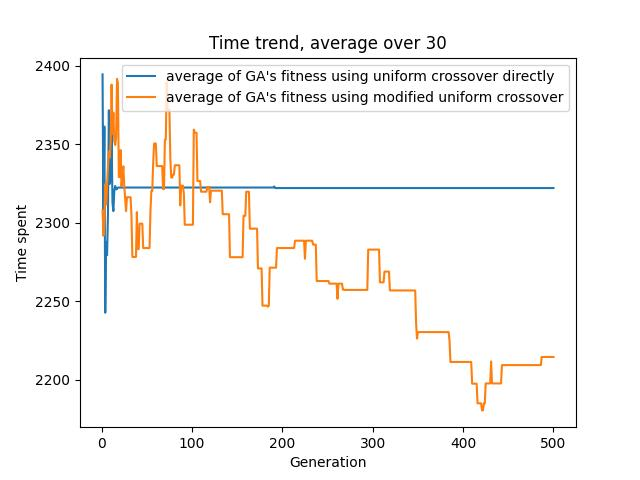 Time trend, average over 30
average of GA's fitness using uniform crossover directly
average of GA's fitness using modified uniform crossover
Time spent
2400
2350
2300
2250
2200
0 100 200 300 400 500
Generation